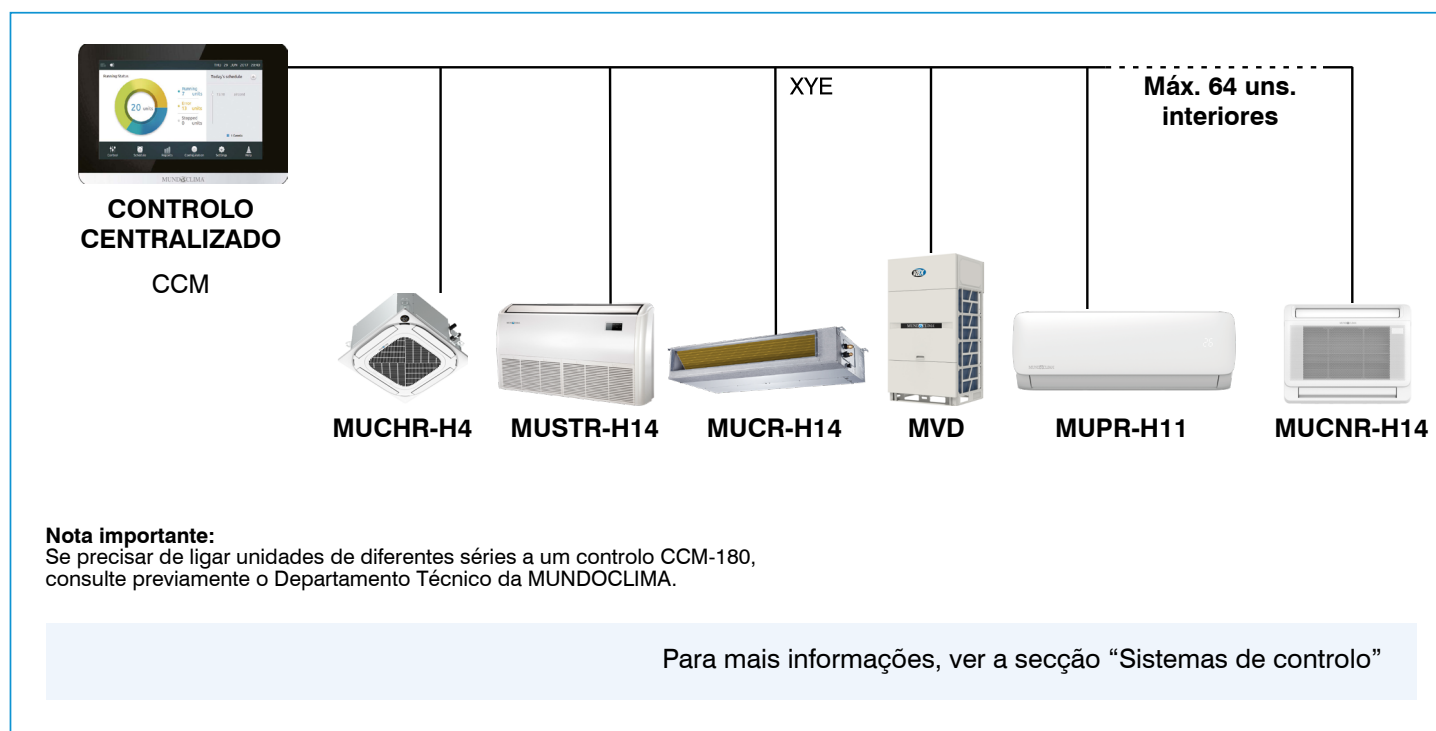 XYE
Máx. 64 uns.
interiores
MUNDOCLIMA
CONTROLO
CENTRALIZADO
CCM
MUCHR-H4
MUSTR-H14
MUCR-H14
MVD
MUPR-H11
MUCNR-H14
Nota importante:
Se precisar de ligar unidades de diferentes séries a um controlo CCM-180,
consulte previamente o Departamento Técnico da MUNDOCLIMA.
Para mais informações, ver a secção “Sistemas de controlo”